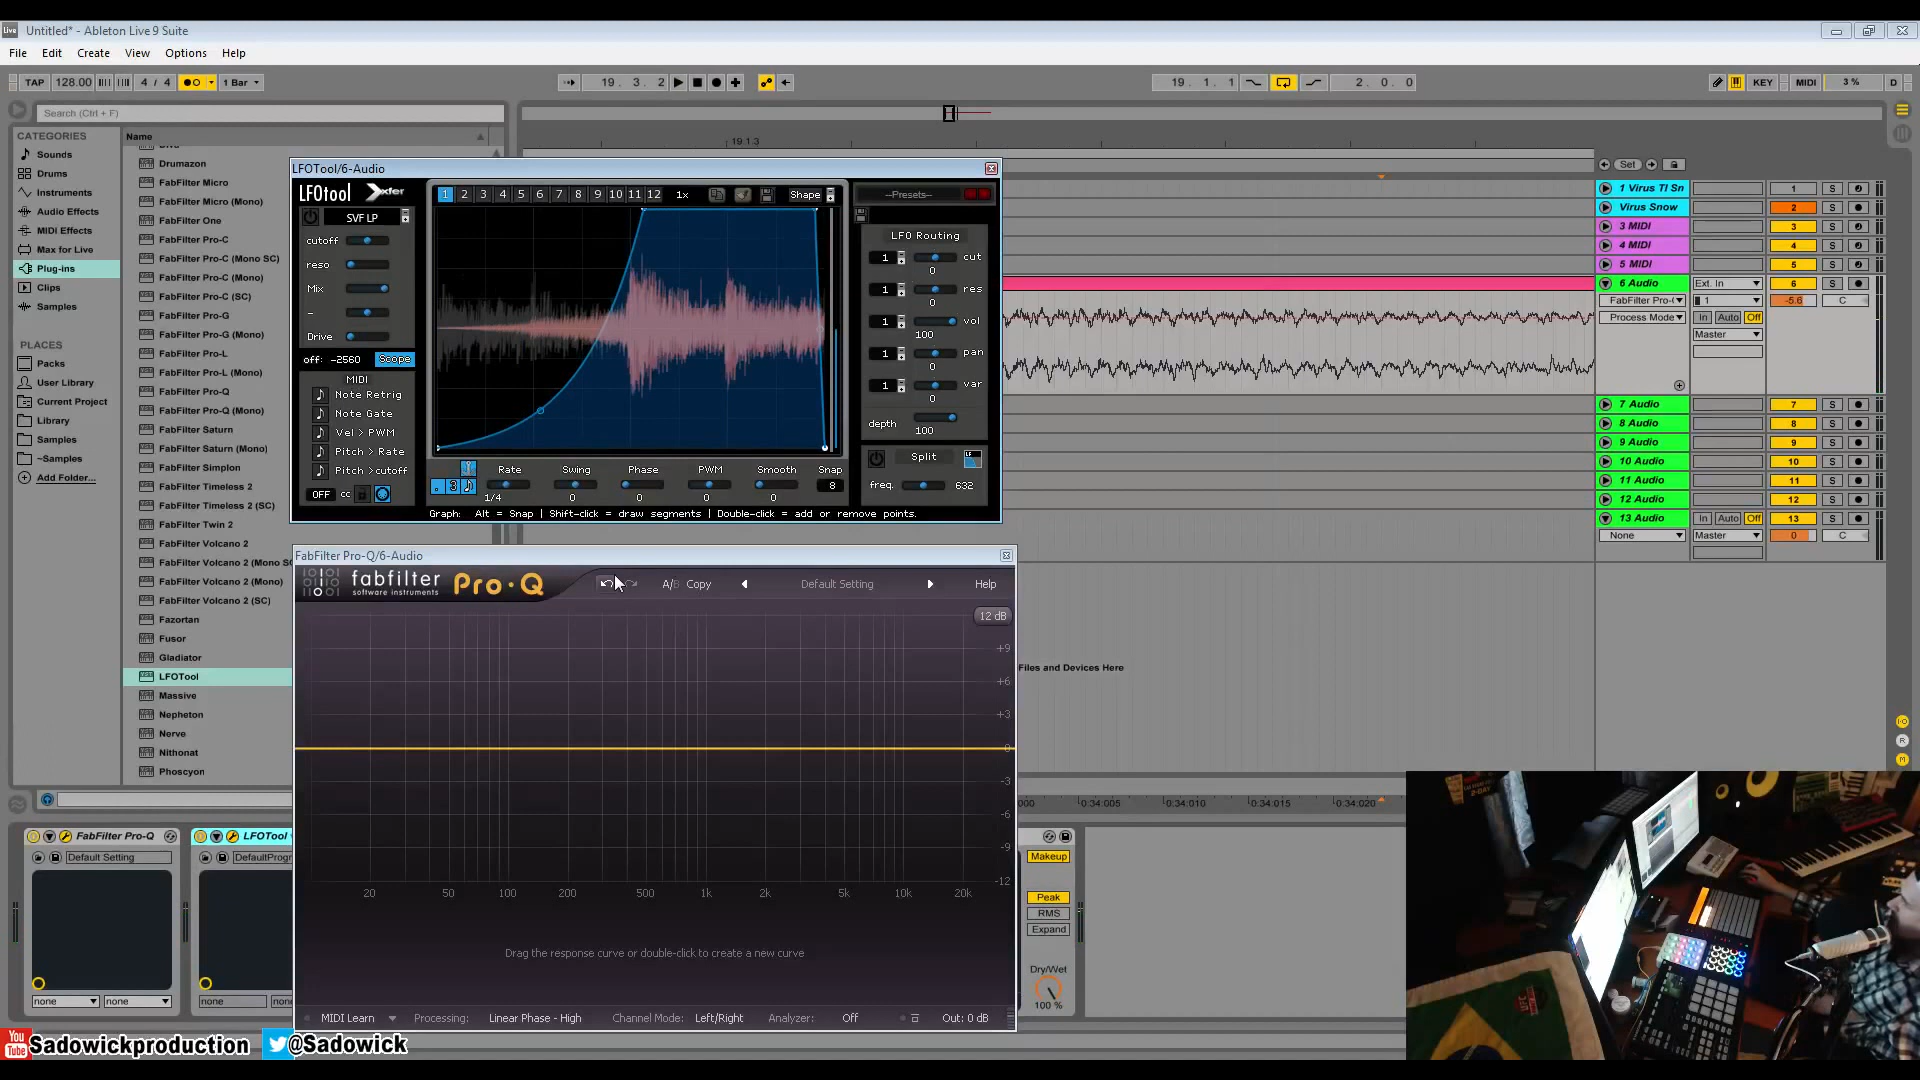 Untitled* - Ableton Live 9 Suite
File Edit Create View Options Help
TAP 128.00 4 / 4 1 Bar 19 . 3 . 2 19 . 1 . 1 2 . 0 . 0 KEY MIDI 3 % D
Search (Ctrl + F)
CATEGORIES
Sounds
Drums
Instruments
Audio Effects
MIDI Effects
Max for Live
Plug-ins
Clips
Samples
PLACES
Packs
User Library
Current Project
Library
Samples
~Samples
Add Folder...
Name
Drumazon
FabFilter Micro
FabFilter Micro (Mono)
FabFilter One
FabFilter Pro-C
FabFilter Pro-C (Mono SC)
FabFilter Pro-C (Mono)
FabFilter Pro-C (SC)
FabFilter Pro-G
FabFilter Pro-G (Mono)
FabFilter Pro-L
FabFilter Pro-L (Mono)
FabFilter Pro-Q
FabFilter Pro-Q (Mono)
FabFilter Saturn
FabFilter Saturn (Mono)
FabFilter Simplon
FabFilter Timeless 2
FabFilter Timeless 2 (SC)
FabFilter Twin 2
FabFilter Volcano 2
FabFilter Volcano 2 (Mono SC
FabFilter Volcano 2 (Mono)
FabFilter Volcano 2 (SC)
Fazortan
Fusor
Gladiator
LFOTool
Massive
Nepheton
Nerve
Nithonat
Phoscyon
19.1.3
LFOTool/6-Audio
LFOtool Xfer
1 2 3 4 5 6 7 8 9 10 11 12 1x Shape
--Presets--
SVF LP
cutoff
reso
Mix
–
Drive
off: -2560 Scope
MIDI
Note Retrig
Note Gate
Vel > PWM
Pitch > Rate
Pitch >cutoff
OFF cc
LFO Routing
1 cut
0
1 res
0
1 vol
100
1 pan
0
1 var
0
depth
100
Split
freq. 632
. 3
Rate Swing Phase PWM Smooth Snap
1/4 0 0 0 0 8
Graph: Alt = Snap | Shift-click = draw segments | Double-click = add or remove points.
Set
1 Virus TI Sn 1 S
Virus Snow 2 S
3 MIDI 3 S
4 MIDI 4 S
5 MIDI 5 S
6 Audio Ext. In 6 S
FabFilter Pro-( 1 -5.6 C
Process Mode In Auto Off
Master
7 Audio 7 S
8 Audio 8 S
9 Audio 9 S
10 Audio 10 S
11 Audio 11 S
12 Audio 12 S
13 Audio In Auto Off 13 S
None Master 0 C
FabFilter Pro-Q/6-Audio
fabfilter
software instruments
Pro·Q
A/B Copy Default Setting Help
12 dB
+9
+6
+3
0
-3
-6
-9
-12
20 50 100 200 500 1k 2k 5k 10k 20k
Drag the response curve or double-click to create a new curve
MIDI Learn Processing: Linear Phase - High Channel Mode: Left/Right Analyzer: Off Out: 0 dB
Files and Devices Here
000 0:34:005 0:34:010 0:34:015 0:34:020
FabFilter Pro-Q
Default Setting
none none
LFOTool
DefaultProgr
none
Makeup
Peak
RMS
Expand
Dry/Wet
100 %
You Tube Sadowickproduction @Sadowick